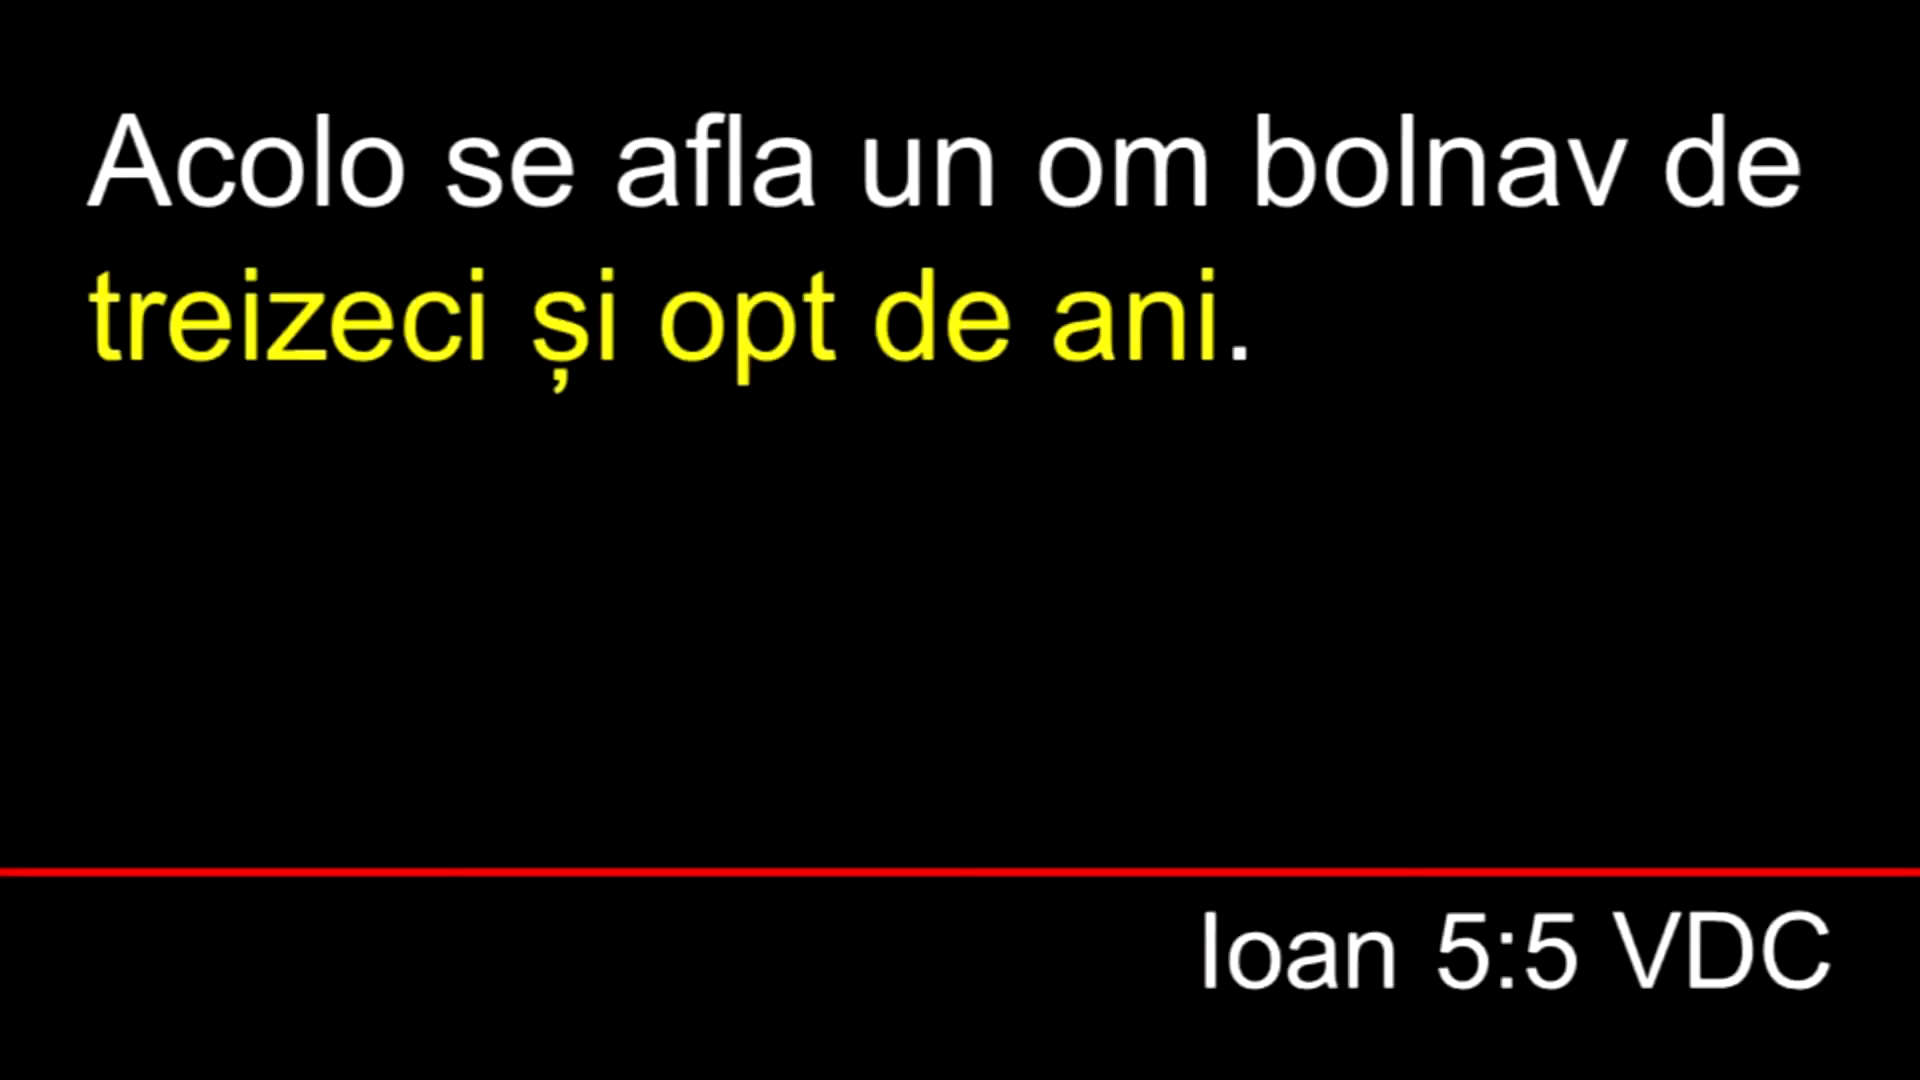 Acolo se afla un om bolnav de
treizeci și opt de ani.
Ioan 5:5 VDC